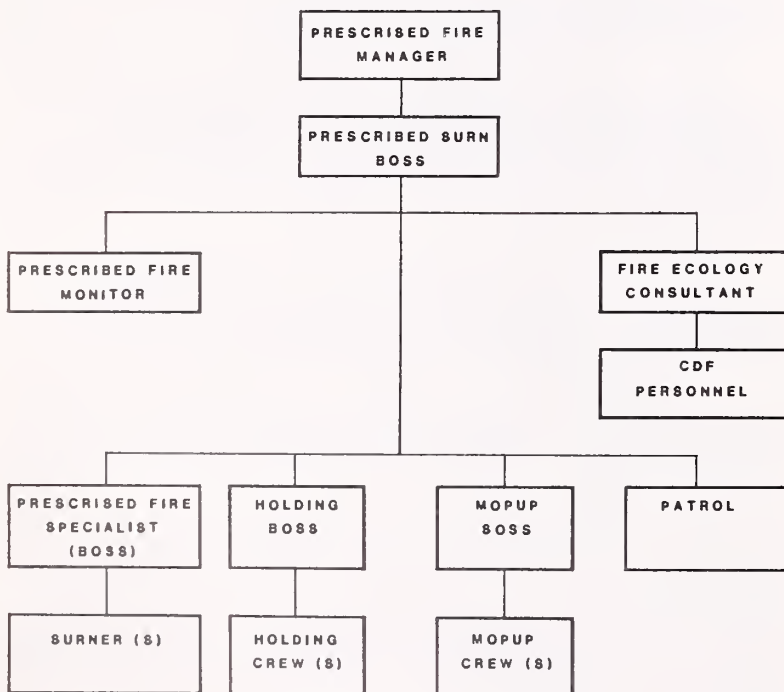 PRESCRISED FIRE
MANAGER
PRESCRIBED SURN
BOSS
PRESCRIBED FIRE
MONITOR
FIRE ECOLOGY
CONSULTANT
CDF
PERSONNEL
PRESCRISED FIRE
SPECIALIST
(BOSS)
HOLDING
BOSS
MOPUP
SOSS
PATROL
SURNER (S)
HOLDING
CREW (S)
MOPUP
CREW (S)